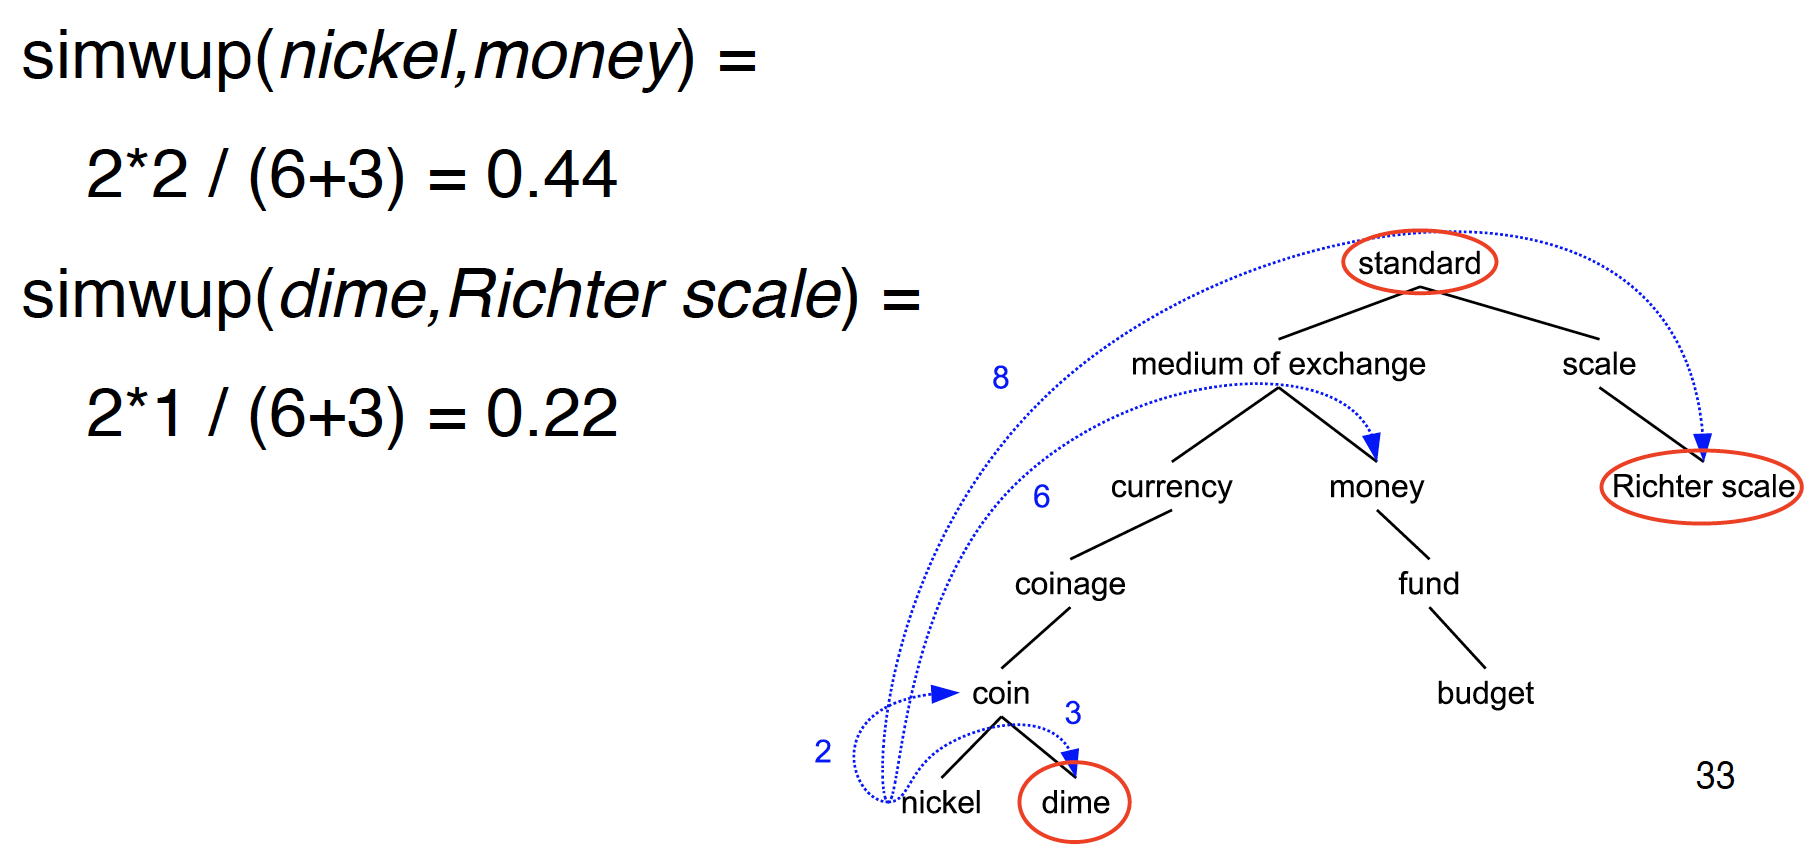 simwup(nickel,money) =
2*2 / (6+3) = 0.44
simwup(dime,Richter scale) =
2*1 / (6+3) = 0.22
standard
medium of exchange
scale
8
currency
money
Richter scale
6
coinage
fund
coin
budget
3
2
nickel
dime
33